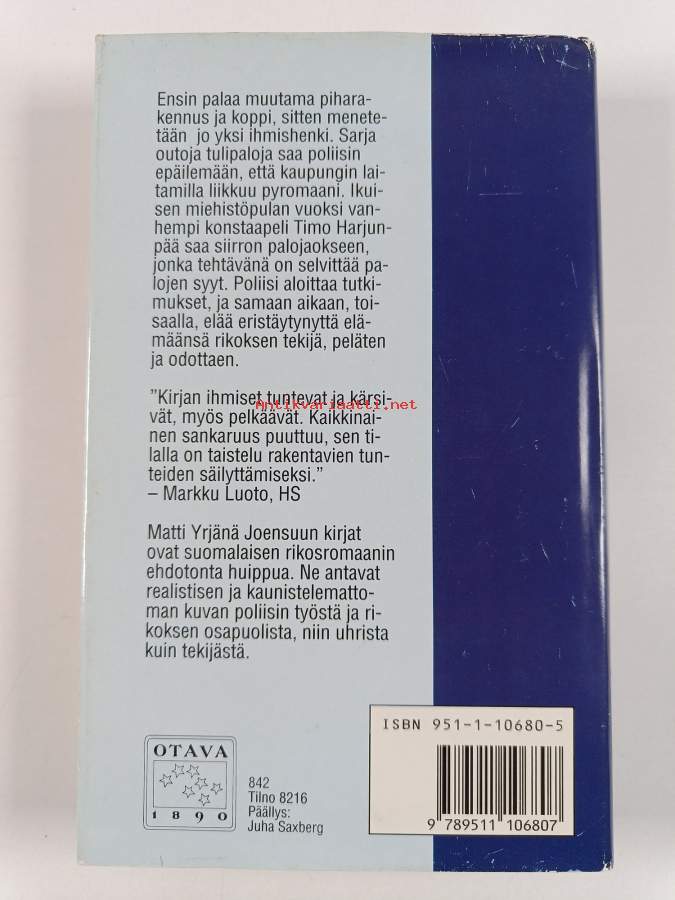 Ensin palaa muutama pihara-
kennus ja koppi, sitten menete-
tään jo yksi ihmishenki. Sarja
outoja tulipaloja saa poliisin
epäilemään, että kaupungin lai-
tamilla liikkuu pyromaani. Ikui-
sen miehistöpulan vuoksi van-
hempi konstaapeli Timo Harjun-
pää saa siirron palojaokseen,
jonka tehtävänä on selvittää pa-
lojen syyt. Poliisi aloittaa tutki-
mukset, ja samaan aikaan, toi-
saalla, elää eristäytynyttä elä-
määnsä rikoksen tekijä, peläten
ja odottaen.
”Kirjan ihmiset tuntevat ja kärsi-
Antikvariaatti.net
vät, myös pelkäävät. Kaikkinai-
nen sankaruus puuttuu, sen ti-
lalla on taistelu rakentavien tun-
teiden säilyttämiseksi.”
– Markku Luoto, HS
Matti Yrjänä Joensuun kirjat
ovat suomalaisen rikosromaanin
ehdotonta huippua. Ne antavat
realistisen ja kaunistelematto-
man kuvan poliisin työstä ja ri-
koksen osapuolista, niin uhrista
kuin tekijästä.
OTAVA
1890
842
Tilno 8216
Päällys:
Juha Saxberg
ISBN 951-1-10680-5
9 789511 106807